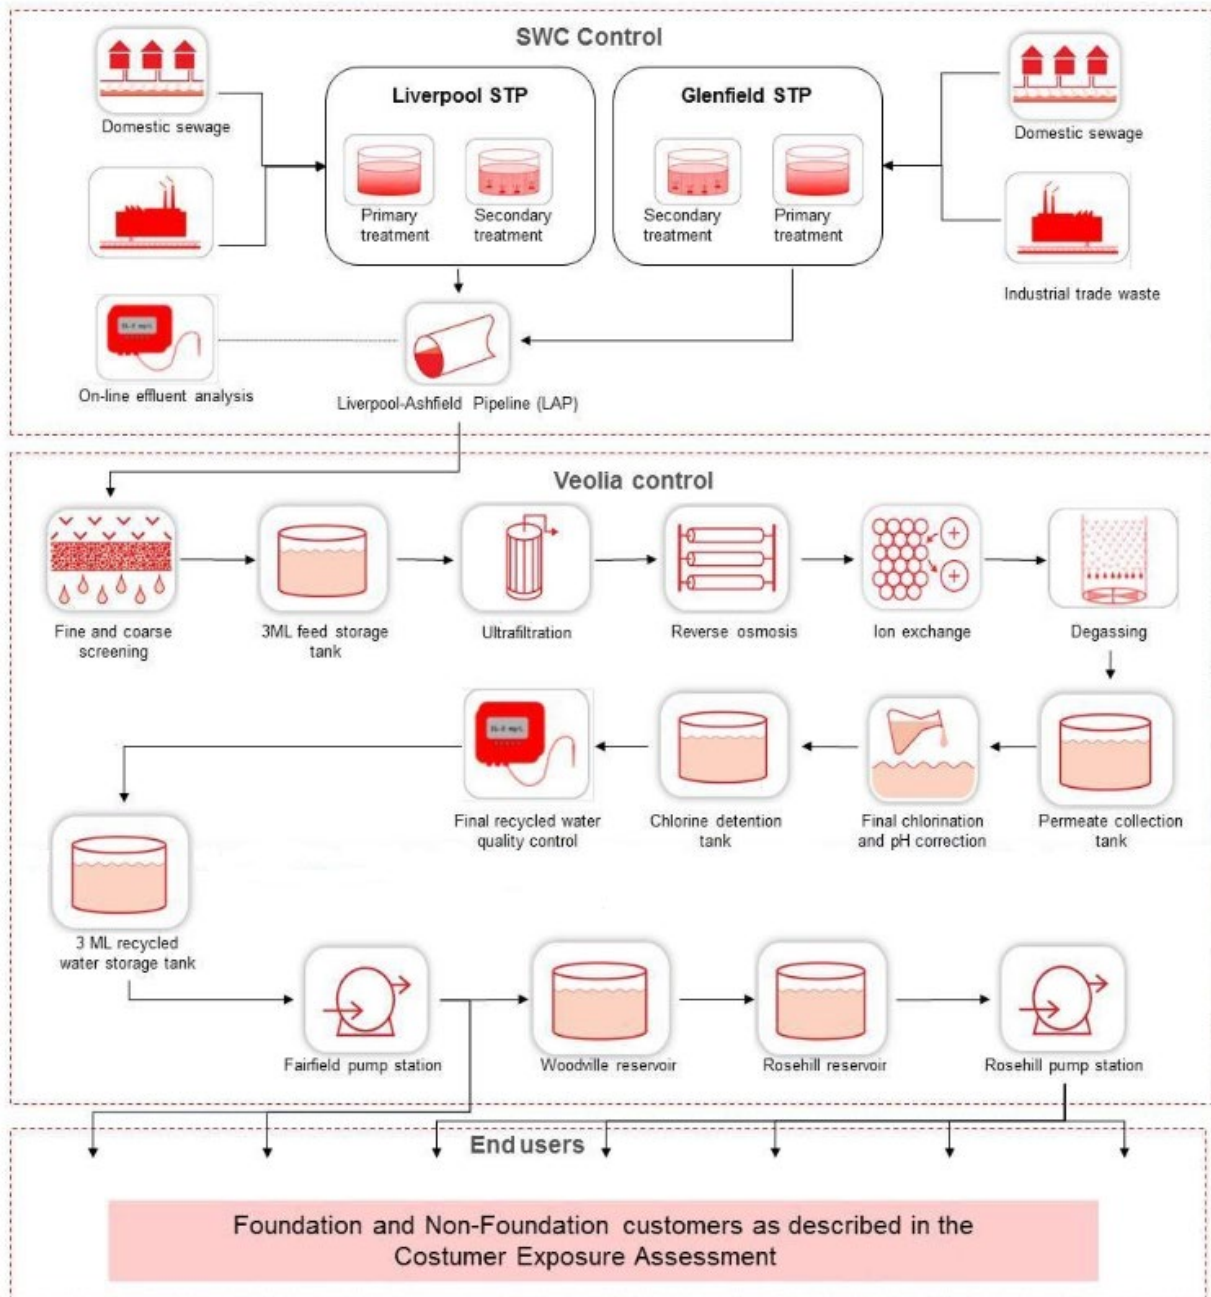 SWC Control
Liverpool STP
Glenfield STP
Domestic sewage
Domestic sewage
Primary
treatment
Secondary
treatment
Secondary
treatment
Primary
treatment
Industrial trade waste
On-line effluent analysis
Liverpool-Ashfield Pipeline (LAP)
Veolia control
Fine and coarse
screening
3ML feed storage
tank
Ultrafiltration
Reverse osmosis
Ion exchange
Degassing
Final recycled water
quality control
Chlorine detention
tank
Final chlorination
and pH correction
Permeate collection
tank
3 ML recycled
water storage tank
Fairfield pump station
Woodville reservoir
Rosehill reservoir
Rosehill pump station
End users
Foundation and Non-Foundation customers as described in the
Costumer Exposure Assessment